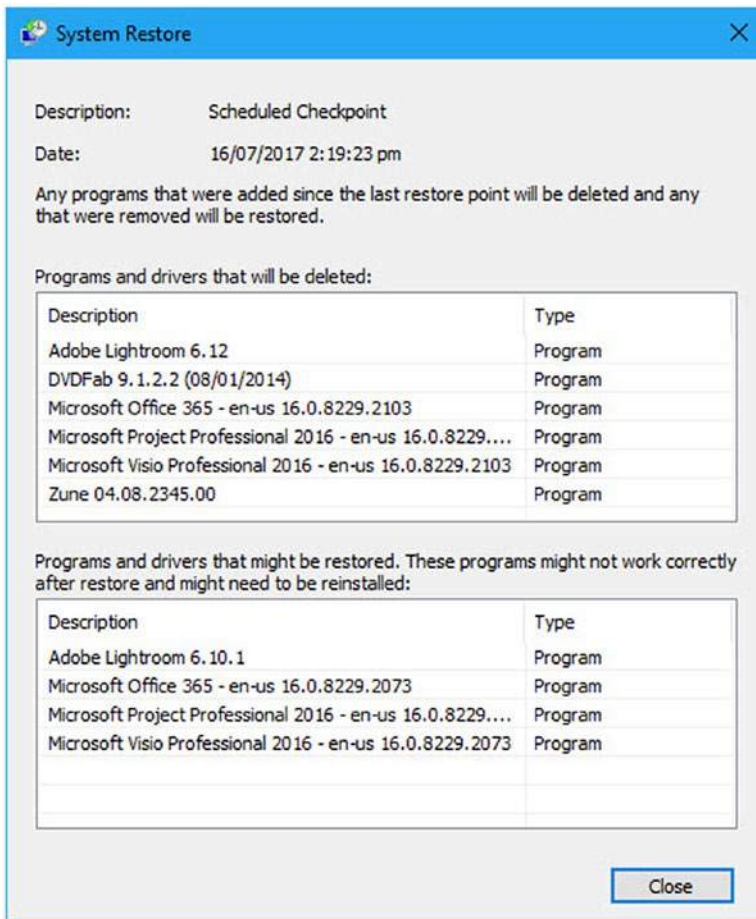 System Restore
Description: Scheduled Checkpoint
Date: 16/07/2017 2:19:23 pm
Any programs that were added since the last restore point will be deleted and any
that were removed will be restored.
Programs and drivers that will be deleted:
Description Type
Adobe Lightroom 6.12 Program
DVDFab 9.1.2.2 (08/01/2014) Program
Microsoft Office 365 - en-us 16.0.8229.2103 Program
Microsoft Project Professional 2016 - en-us 16.0.8229.... Program
Microsoft Visio Professional 2016 - en-us 16.0.8229.2103 Program
Zune 04.08.2345.00 Program
Programs and drivers that might be restored. These programs might not work correctly
after restore and might need to be reinstalled:
Description Type
Adobe Lightroom 6.10.1 Program
Microsoft Office 365 - en-us 16.0.8229.2073 Program
Microsoft Project Professional 2016 - en-us 16.0.8229.... Program
Microsoft Visio Professional 2016 - en-us 16.0.8229.2073 Program
Close